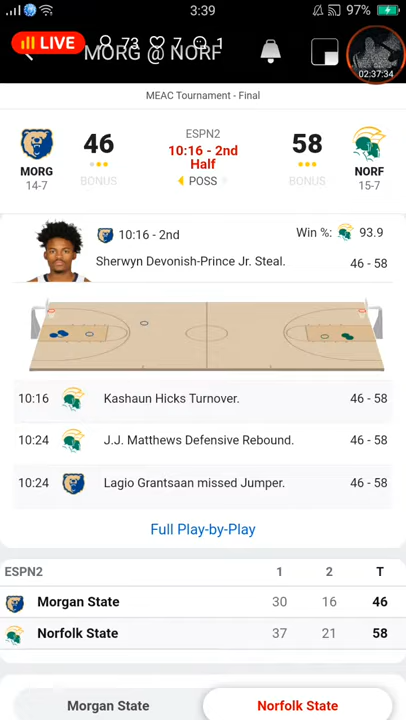 3:39
97%
LIVE
73 7 1
MORG @ NORF
02:37:34
MEAC Tournament - Final
46 ESPN2 58
10:16 - 2nd
Half
MORG POSS NORF
14-7 BONUS BONUS 15-7
10:16 - 2nd Win %: 93.9
Sherwyn Devonish-Prince Jr. Steal. 46 - 58
10:16 Kashaun Hicks Turnover. 46 - 58
10:24 J.J. Matthews Defensive Rebound. 46 - 58
10:24 Lagio Grantsaan missed Jumper. 46 - 58
Full Play-by-Play
ESPN2 1 2 T
Morgan State 30 16 46
Norfolk State 37 21 58
Morgan State Norfolk State